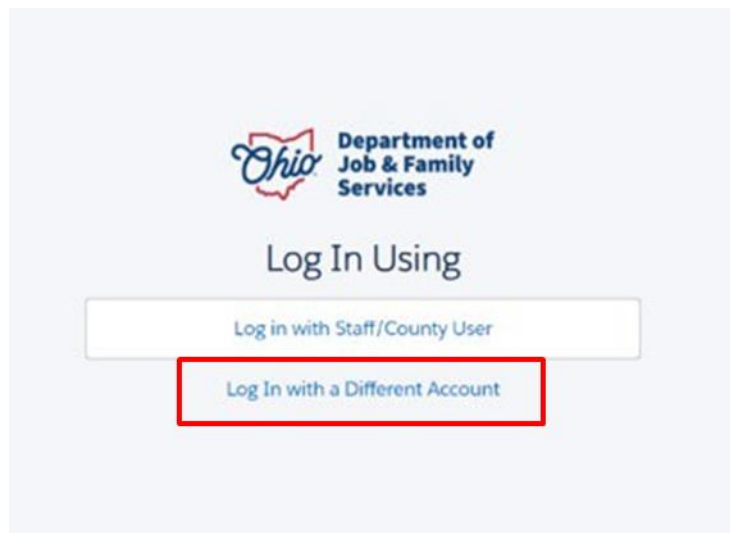 Ohio
Department of
Job & Family
Services
Log In Using
Log in with Staff/County User
Log In with a Different Account